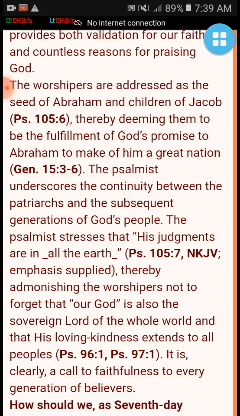 89% 7:39 AM
No internet connection
provides both validation for our faith
and countless reasons for praising
God.
The worshipers are addressed as the
seed of Abraham and children of Jacob
(Ps. 105:6), thereby deeming them to
be the fulfillment of God's promise to
Abraham to make of him a great nation
(Gen. 15:3-6). The psalmist
underscores the continuity between the
patriarchs and the subsequent
generations of God's people. The
psalmist stresses that “His judgments
are in _all the earth_” (Ps. 105:7, NKJV;
emphasis supplied), thereby
admonishing the worshipers not to
forget that “our God” is also the
sovereign Lord of the whole world and
that His loving-kindness extends to all
peoples (Ps. 96:1, Ps. 97:1). It is,
clearly, a call to faithfulness to every
generation of believers.
How should we, as Seventh-day